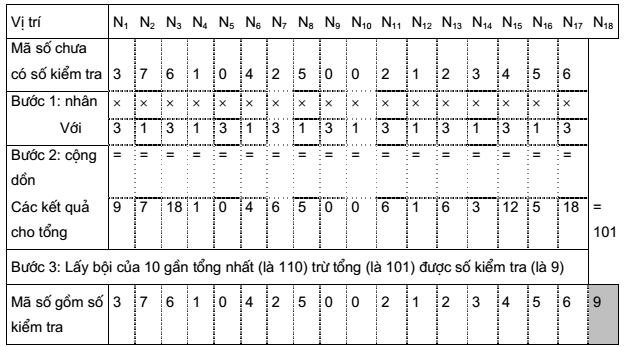 Vị trí N₁ N₂ N₃ N₄ N₅ N₆ N₇ N₈ N₉ N₁₀ N₁₁ N₁₂ N₁₃ N₁₄ N₁₅ N₁₆ N₁₇ N₁₈
Mã số chưa
có số kiểm tra 3 7 6 1 0 4 2 5 0 0 2 1 2 3 4 5 6
Bước 1: nhân × × × × × × × × × × × × × × × × ×
Với 3 1 3 1 3 1 3 1 3 1 3 1 3 1 3 1 3
Bước 2: cộng = = = = = = = = = = = = = = = = =
dồn
Các kết quả 9 7 18 1 0 4 6 5 0 0 6 1 6 3 12 5 18 =
cho tổng 101
Bước 3: Lấy bội của 10 gần tổng nhất (là 110) trừ tổng (là 101) được số kiểm tra (là 9)
Mã số gồm số 3 7 6 1 0 4 2 5 0 0 2 1 2 3 4 5 6 9
kiểm tra